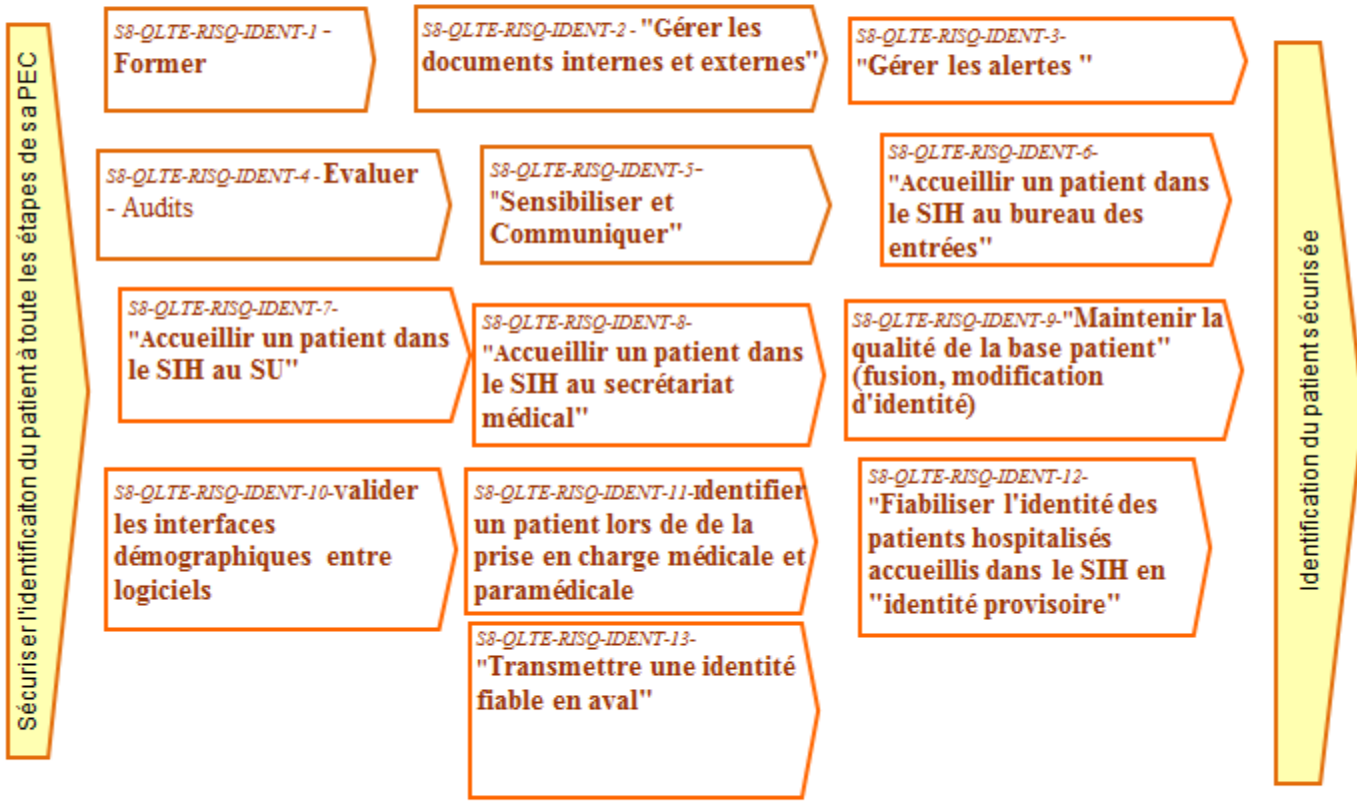 Sécuriser l'identificaiton du patient à toute les étapes de sa PEC
S8-QLTE-RISQ-IDENT-1 -
Former
S8-QLTE-RISQ-IDENT-2 - "Gérer les
documents internes et externes"
S8-QLTE-RISQ-IDENT-3-
"Gérer les alertes "
S8-QLTE-RISQ-IDENT-4 - Evaluer
- Audits
S8-QLTE-RISQ-IDENT-5-
"Sensibiliser et
Communiquer"
S8-QLTE-RISQ-IDENT-6-
"Accueillir un patient dans
le SIH au bureau des
entrées"
S8-QLTE-RISQ-IDENT-7-
"Accueillir un patient dans
le SIH au SU"
S8-QLTE-RISQ-IDENT-8-
"Accueillir un patient dans
le SIH au secrétariat
médical"
S8-QLTE-RISQ-IDENT-9-"Maintenir la
qualité de la base patient"
(fusion, modification
d'identité)
S8-QLTE-RISQ-IDENT-10-valider
les interfaces
démographiques entre
logiciels
S8-QLTE-RISQ-IDENT-11-Identifier
un patient lors de de la
prise en charge médicale et
paramédicale
S8-QLTE-RISQ-IDENT-12-
"Fiabiliser l'identité des
patients hospitalisés
accueillis dans le SIH en
"identité provisoire"
S8-QLTE-RISQ-IDENT-13-
"Transmettre une identité
fiable en aval"
Identification du patient sécurisée